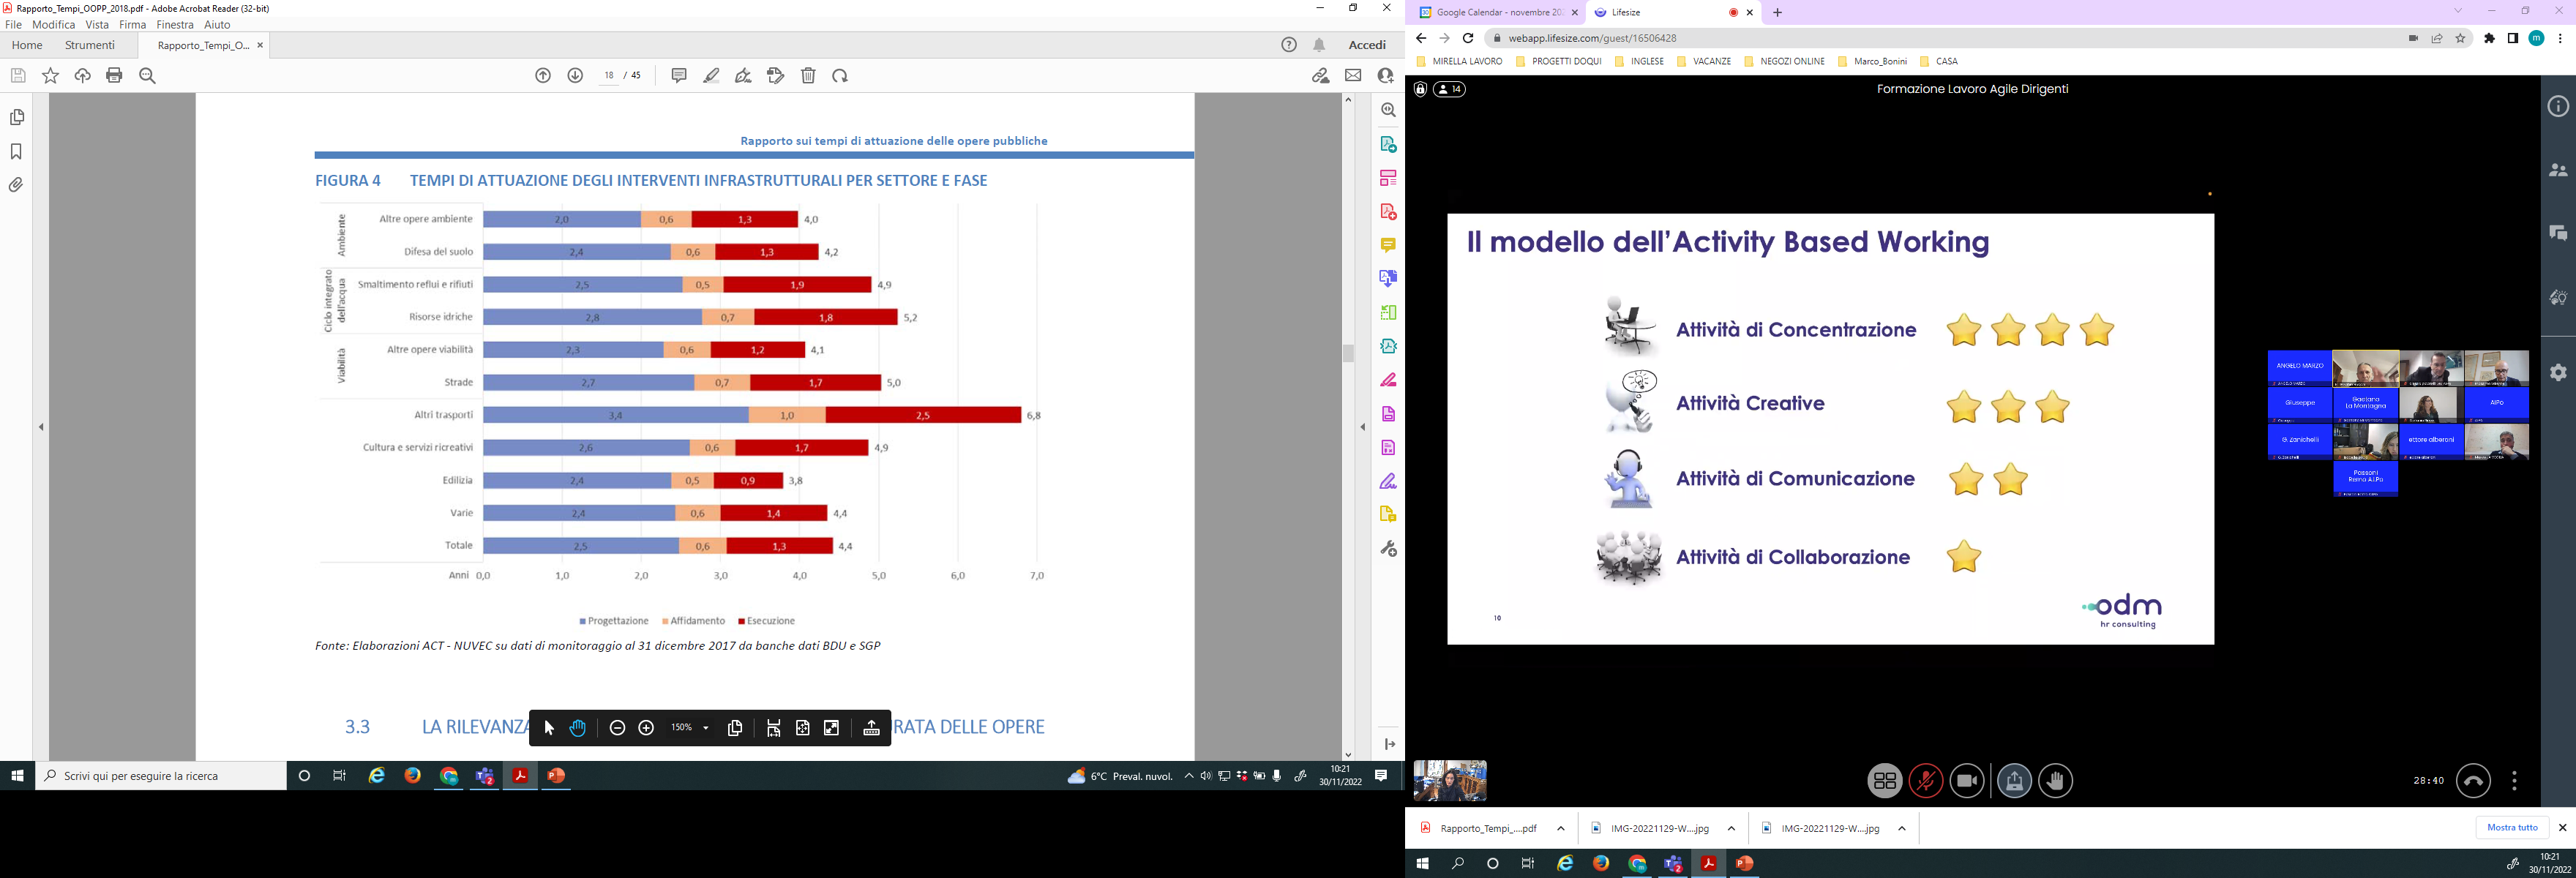 Rapporto_Tempi_OOPP_2018.pdf - Adobe Acrobat Reader (32-bit)
File Modifica Vista Firma Finestra Aiuto
Home Strumenti Rapporto_Tempi_O... Accedi
18 / 45
Rapporto sui tempi di attuazione delle opere pubbliche
FIGURA 4 TEMPI DI ATTUAZIONE DEGLI INTERVENTI INFRASTRUTTURALI PER SETTORE E FASE
Ambiente
Altre opere ambiente 2,0 0,6 1,3 4,0
Difesa del suolo 2,4 0,6 1,3 4,2
Ciclo integrato dell'acqua
Smaltimento reflui e rifiuti 2,5 0,5 1,9 4,9
Risorse idriche 2,8 0,7 1,8 5,2
Viabilità
Altre opere viabilità 2,3 0,6 1,2 4,1
Strade 2,7 0,7 1,7 5,0
Altri trasporti 3,4 1,0 2,5 6,8
Cultura e servizi ricreativi 2,6 0,6 1,7 4,9
Edilizia 2,4 0,5 0,9 3,8
Varie 2,4 0,6 1,4 4,4
Totale 2,5 0,6 1,3 4,4
Anni 0,0 1,0 2,0 3,0 4,0 5,0 6,0 7,0
Progettazione Affidamento Esecuzione
Fonte: Elaborazioni ACT - NUVEC su dati di monitoraggio al 31 dicembre 2017 da banche dati BDU e SGP
3.3 LA RILEVANZA RATA DELLE OPERE
150%
Scrivi qui per eseguire la ricerca
6°C Preval. nuvol.
10:21
30/11/2022
Google Calendar - novembre 20
Lifesize
webapp.lifesize.com/guest/16506428
MIRELLA LAVORO PROGETTI DOQUI INGLESE VACANZE NEGOZI ONLINE Marco_Bonini CASA
14
Formazione Lavoro Agile Dirigenti
Il modello dell'Activity Based Working
Attività di Concentrazione
Attività Creative
Attività di Comunicazione
Attività di Collaborazione
10
odm
hr consulting
ANGELO MARZO
Giuseppe
Gaetano
La Montagna
AIPo
G. Zanichelli
ettore alberoni
Passoni
Remo A.I.Po
28:40
Rapporto_Tempi_....pdf
IMG-20221129-W....jpg
IMG-20221129-W....jpg
Mostra tutto
10:21
30/11/2022